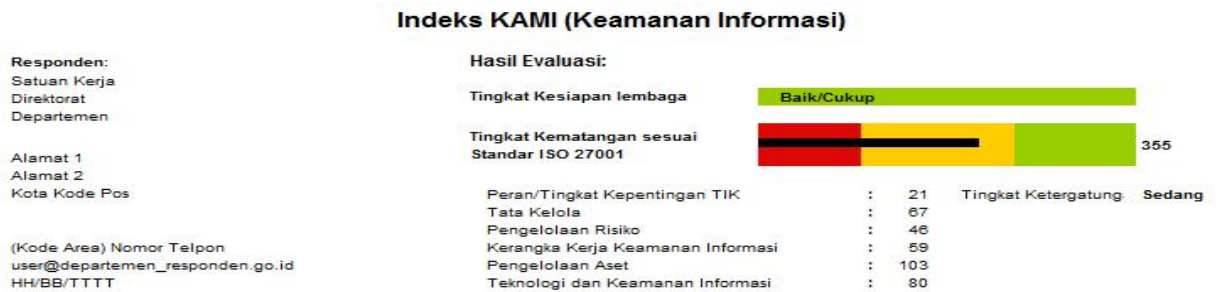 Indeks KAMI (Keamanan Informasi)
Responden:
Satuan Kerja
Direktorat
Departemen
Alamat 1
Alamat 2
Kota Kode Pos
(Kode Area) Nomor Telpon
user@departemen_responden.go.id
HH/BB/TTTT
Hasil Evaluasi:
Tingkat Kesiapan lembaga Baik/Cukup
Tingkat Kematangan sesuai
Standar ISO 27001 355
Peran/Tingkat Kepentingan TIK : 21 Tingkat Ketergatung Sedang
Tata Kelola : 67
Pengelolaan Risiko : 46
Kerangka Kerja Keamanan Informasi : 59
Pengelolaan Aset : 103
Teknologi dan Keamanan Informasi : 80